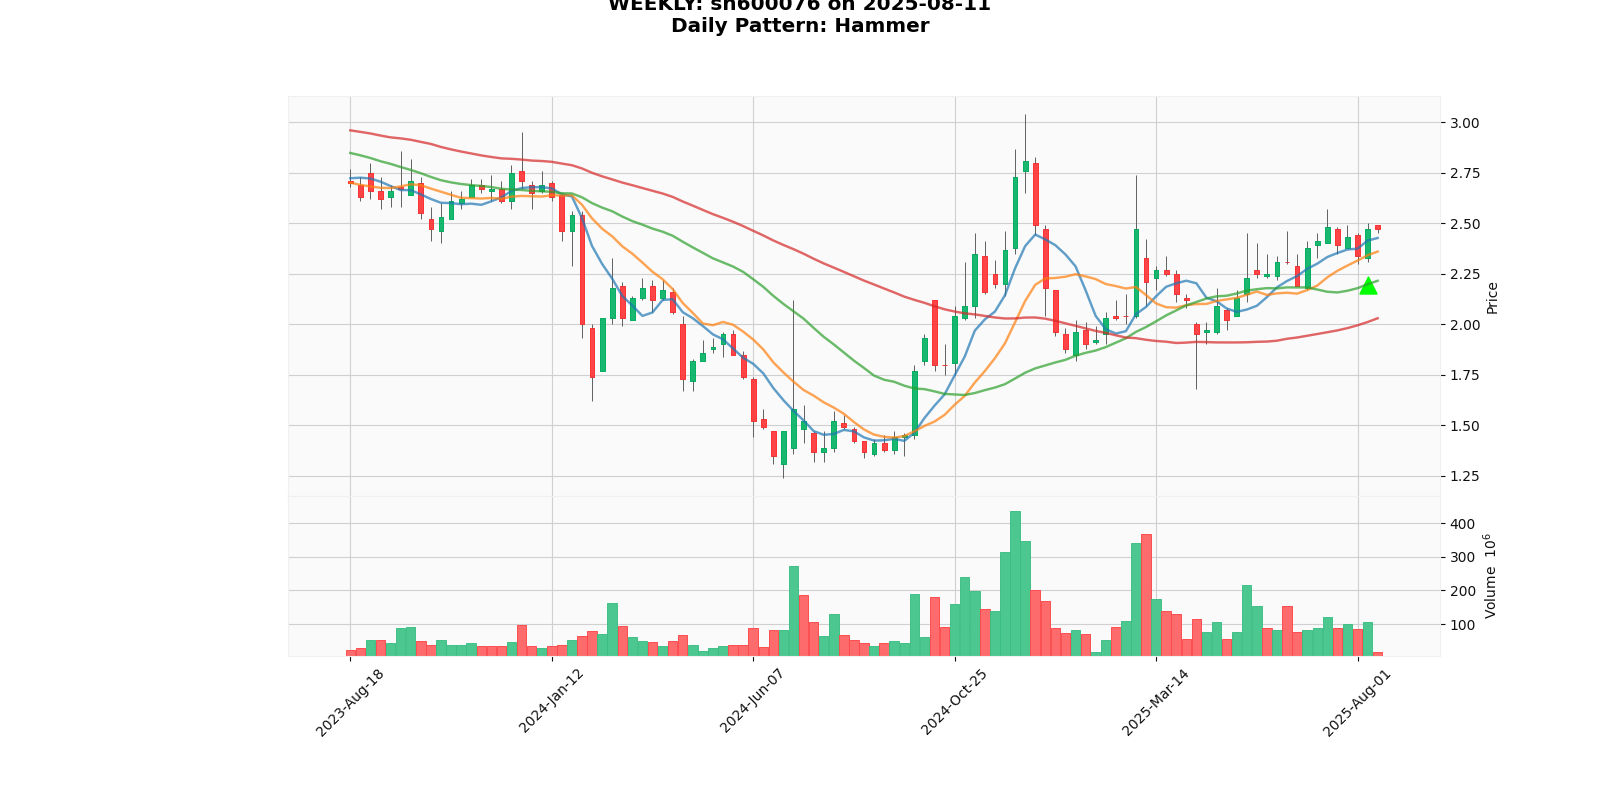 WEEKLY: sh600076 on 2025-08-11
Daily Pattern: Hammer
3.00
2.75
2.50
2.25
2.00
1.75
1.50
1.25
Price
400
300
200
100
Volume 10^6
2023-Aug-18
2024-Jan-12
2024-Jun-07
2024-Oct-25
2025-Mar-14
2025-Aug-01